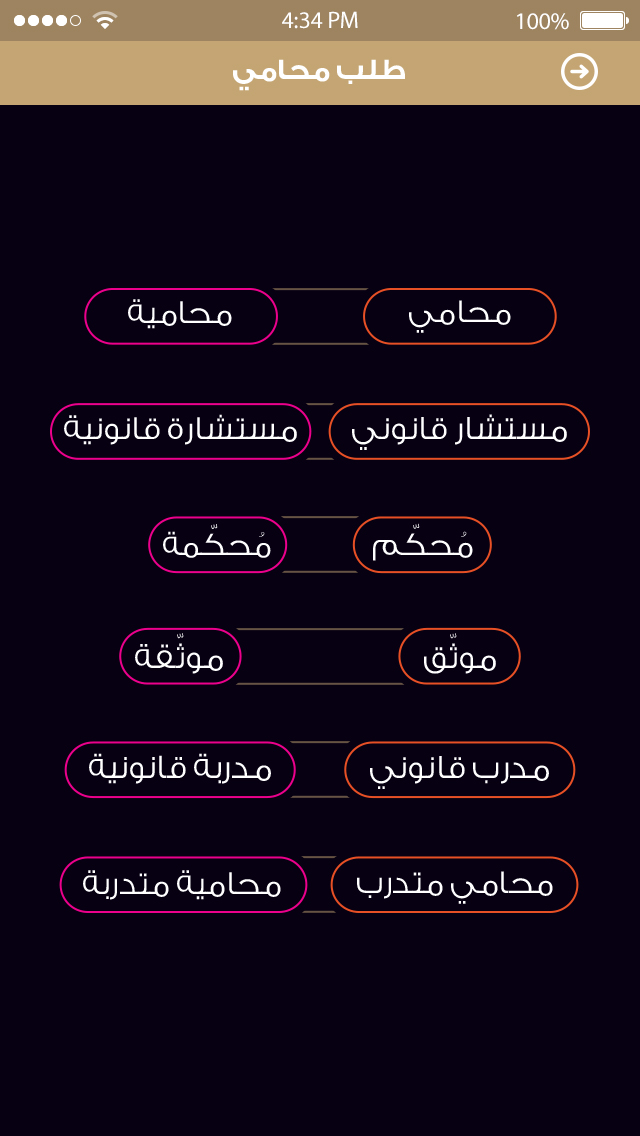 4:34 PM 100%
طلب محامي
محامي محامية
مستشار قانوني مستشارة قانونية
مُحكّم مُحكّمة
موثّق موثّقة
مدرب قانوني مدربة قانونية
محامي متدرب محامية متدربة